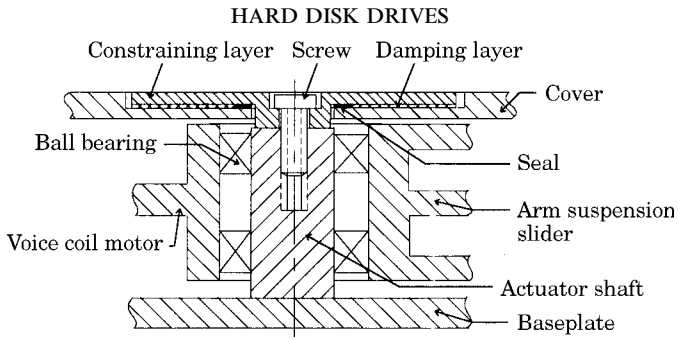 HARD DISK DRIVES
Constraining layer
Screw
Damping layer
Cover
Ball bearing
Seal
Arm suspension
slider
Voice coil motor
Actuator shaft
Baseplate